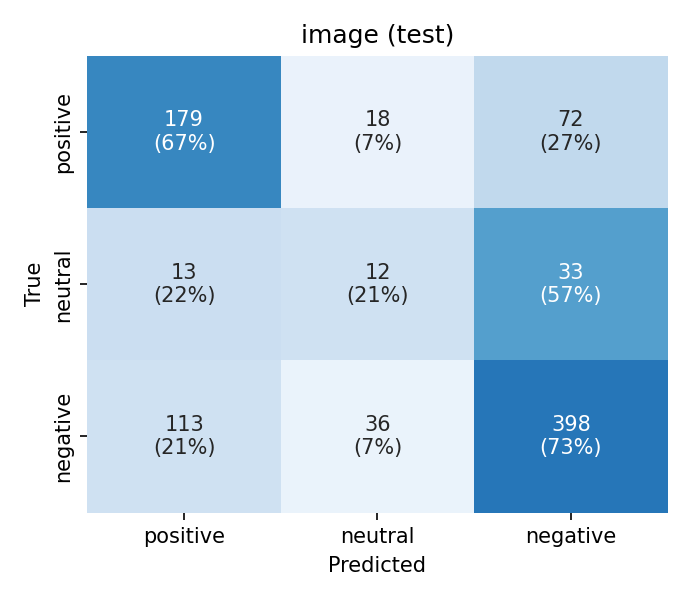 image (test)
positive
179
(67%)
18
(7%)
72
(27%)
True
neutral
13
(22%)
12
(21%)
33
(57%)
negative
113
(21%)
36
(7%)
398
(73%)
positive
neutral
negative
Predicted